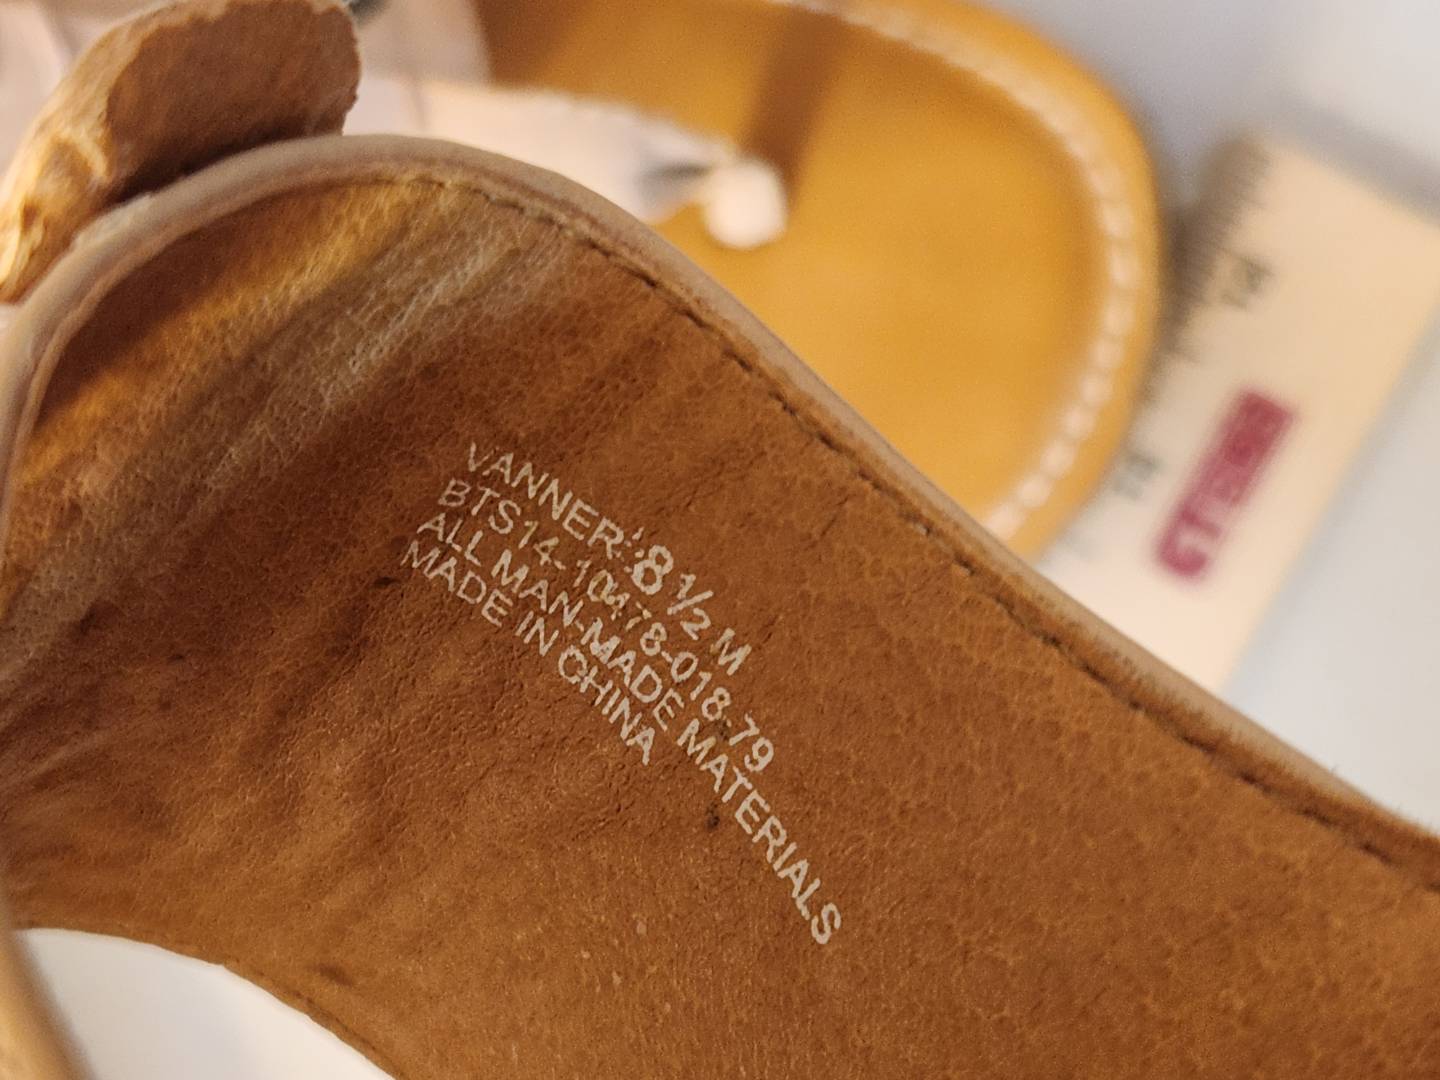 VANNER 8 1/2 M
BTS14-10478-018-79
ALL MAN-MADE MATERIALS
MADE IN CHINA